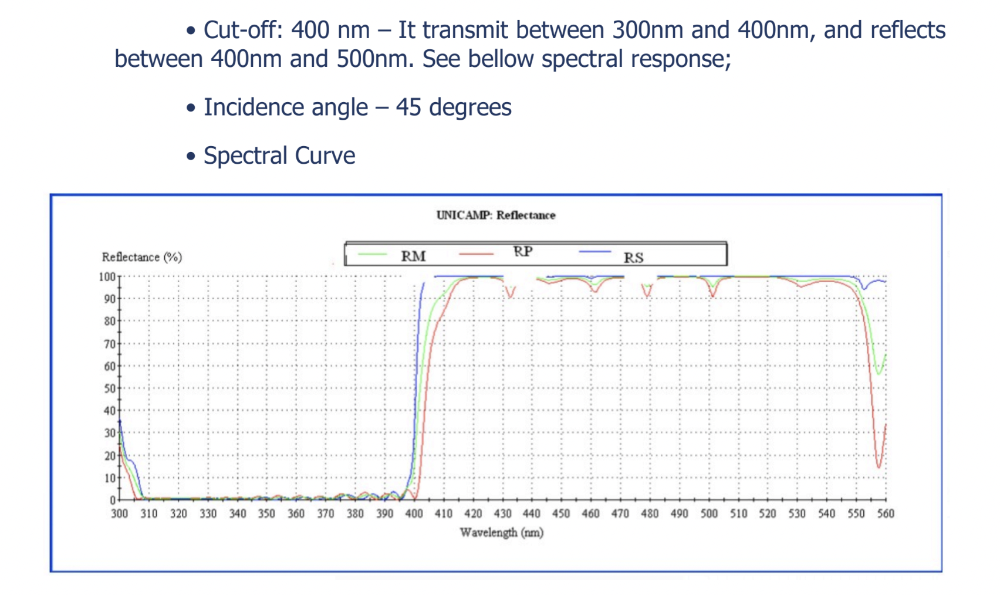 • Cut-off: 400 nm – It transmit between 300nm and 400nm, and reflects
between 400nm and 500nm. See bellow spectral response;
• Incidence angle – 45 degrees
• Spectral Curve
UNICAMP: Reflectance
Reflectance (%)
RM RP RS
100
90
80
70
60
50
40
30
20
10
0
300 310 320 330 340 350 360 370 380 390 400 410 420 430 440 450 460 470 480 490 500 510 520 530 540 550 560
Wavelength (nm)